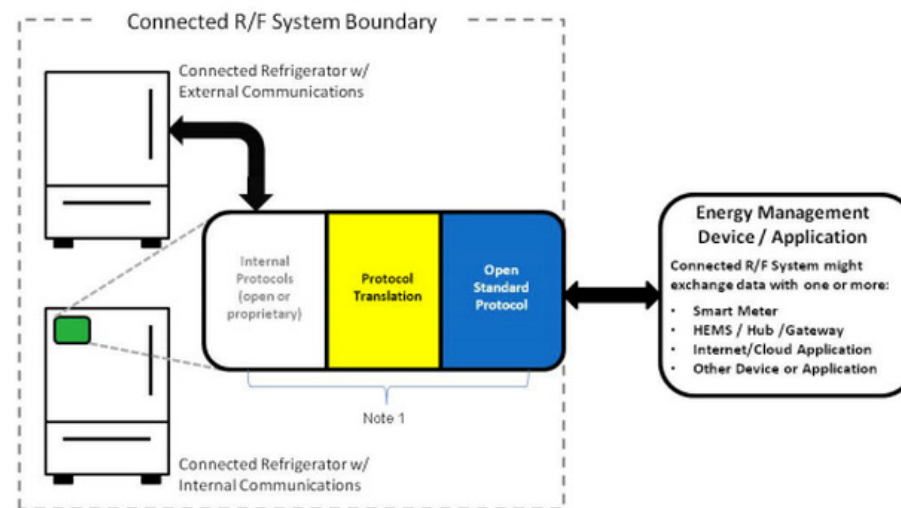 Connected R/F System Boundary
Connected Refrigerator w/
External Communications
Internal
Protocols
(open or
proprietary)
Protocol
Translation
Open
Standard
Protocol
Note 1
Connected Refrigerator w/
Internal Communications
Energy Management
Device / Application
Connected R/F System might
exchange data with one or more:
• Smart Meter
• HEMS / Hub /Gateway
• Internet/Cloud Application
• Other Device or Application